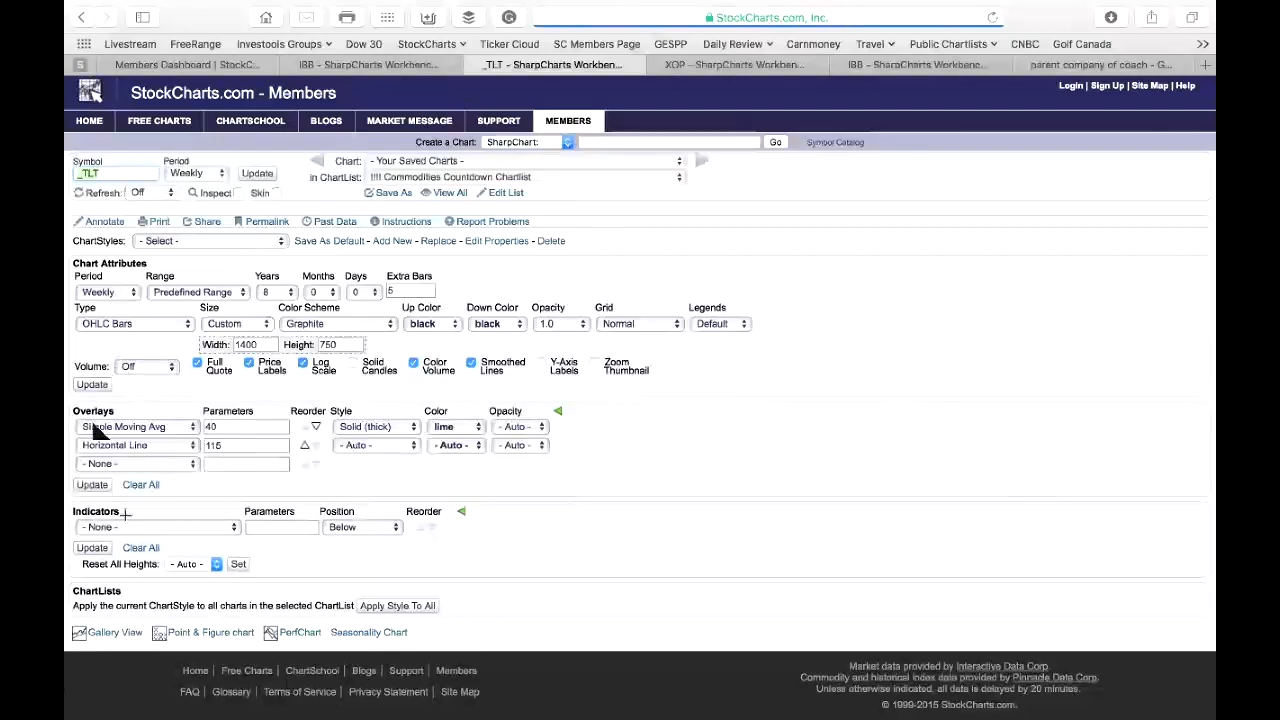 StockCharts.com, Inc.
Livestream FreeRange Investools Groups Dow 30 StockCharts Ticker Cloud SC Members Page GESPP Daily Review Carnmoney Travel Public Chartlists CNBC Golf Canada
Members Dashboard | StockC... IBB - SharpCharts Workbenc... _TLT - SharpCharts Workben... XOP - SharpCharts Workben... IBB - SharpCharts Workbenc... parent company of coach - G...
StockCharts.com - Members
Login | Sign Up | Site Map | Help
HOME FREE CHARTS CHARTSCHOOL BLOGS MARKET MESSAGE SUPPORT MEMBERS
Create a Chart: SharpChart: Go Symbol Catalog
Symbol Period Chart: - Your Saved Charts -
_TLT Weekly Update in ChartList: !!!! Commodities Countdown Chartlist
Refresh: Off Inspect Skin Save As View All Edit List
Annotate Print Share Permalink Past Data Instructions Report Problems
ChartStyles: - Select - Save As Default - Add New - Replace - Edit Properties - Delete
Chart Attributes
Period Range Years Months Days Extra Bars
Weekly Predefined Range 8 0 0 5
Type Size Color Scheme Up Color Down Color Opacity Grid Legends
OHLC Bars Custom Graphite black black 1.0 Normal Default
Width: 1400 Height: 750
Volume: Off Full Quote Price Labels Log Scale Solid Candles Color Volume Smoothed Lines Y-Axis Labels Zoom Thumbnail
Update
Overlays Parameters Reorder Style Color Opacity
Simple Moving Avg 40 Solid (thick) lime - Auto -
Horizontal Line 115 - Auto - - Auto - - Auto -
- None -
Update Clear All
Indicators Parameters Position Reorder
- None - Below
Update Clear All
Reset All Heights: - Auto - Set
ChartLists
Apply the current ChartStyle to all charts in the selected ChartList Apply Style To All
Gallery View Point & Figure chart PerfChart Seasonality Chart
Home | Free Charts | ChartSchool | Blogs | Support | Members
FAQ | Glossary | Terms of Service | Privacy Statement | Site Map
Market data provided by Interactive Data Corp.
Commodity and historical index data provided by Pinnacle Data Corp.
Unless otherwise indicated, all data is delayed by 20 minutes.
© 1999-2015 StockCharts.com, Inc.